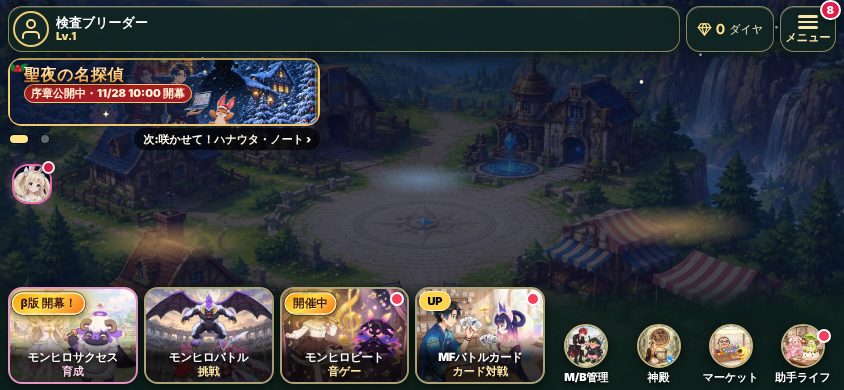 検査ブリーダー
Lv.1
0 ダイヤ
8
メニュー
聖夜の名探偵
序章公開中・11/28 10:00 開幕
次:咲かせて！ハナウタ・ノート ›
β版 開幕！
モンヒロサクセス
育成
モンヒロバトル
挑戦
開催中
モンヒロビート
音ゲー
UP
MFバトルカード
カード対戦
M/B管理
神殿
マーケット
助手ライフ